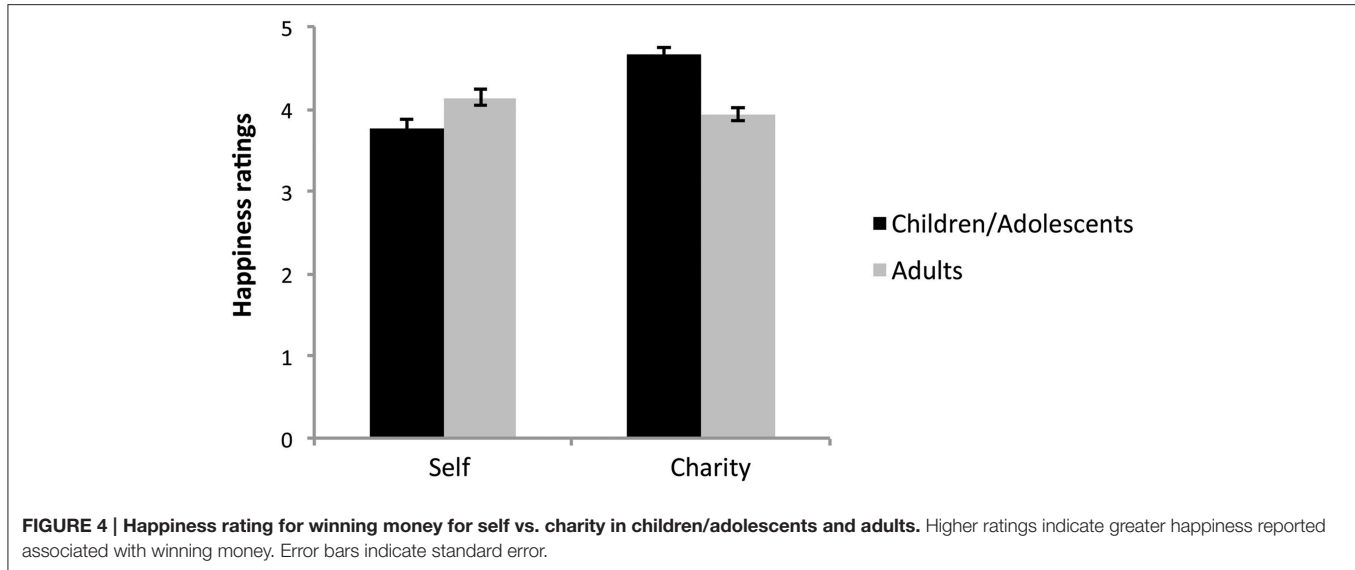 5
4
3
2
1
0
Happiness ratings
Self
Charity
Children/Adolescents
Adults
FIGURE 4 | Happiness rating for winning money for self vs. charity in children/adolescents and adults. Higher ratings indicate greater happiness reported
associated with winning money. Error bars indicate standard error.